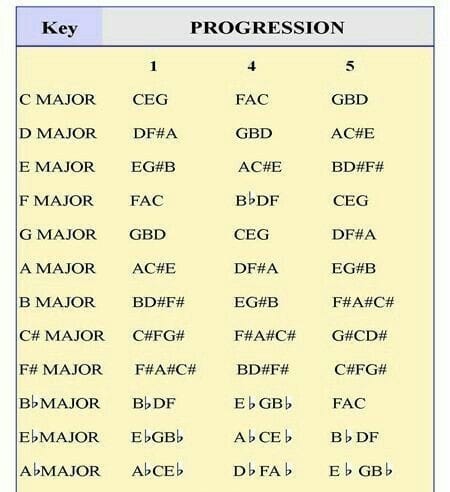 Key PROGRESSION
1 4 5
C MAJOR CEG FAC GBD
D MAJOR DF#A GBD AC#E
E MAJOR EG#B AC#E BD#F#
F MAJOR FAC B♭DF CEG
G MAJOR GBD CEG DF#A
A MAJOR AC#E DF#A EG#B
B MAJOR BD#F# EG#B F#A#C#
C# MAJOR C#FG# F#A#C# G#CD#
F# MAJOR F#A#C# BD#F# C#FG#
B♭MAJOR B♭DF E♭GB♭ FAC
E♭MAJOR E♭GB♭ A♭CE♭ B♭DF
A♭MAJOR A♭CE♭ D♭FA♭ E♭GB♭